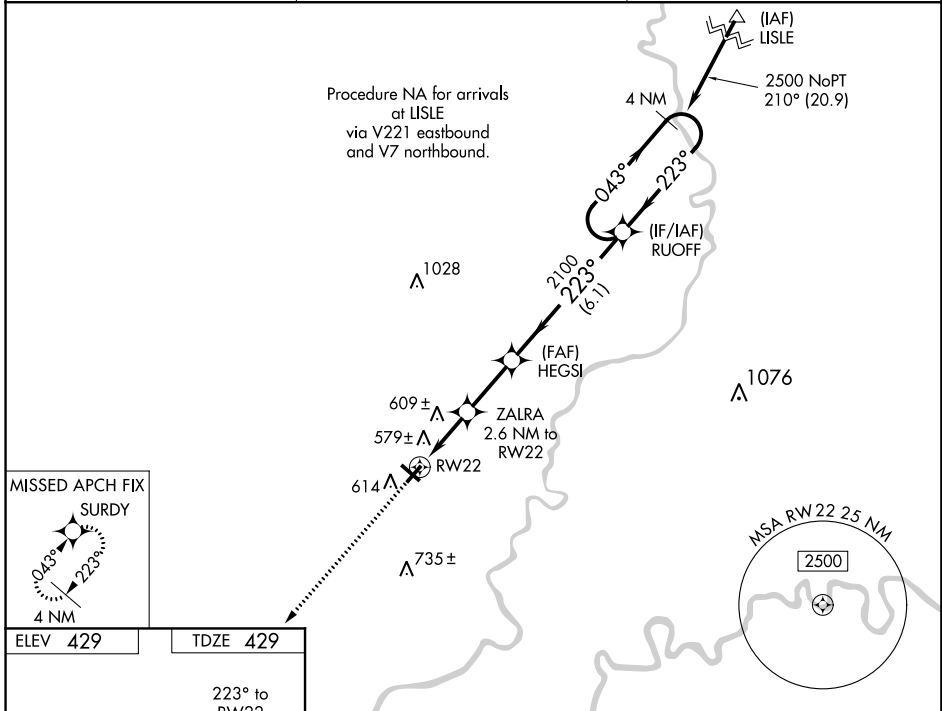 (IAF)
LISLE
2500 NoPT
210° (20.9)
Procedure NA for arrivals
at LISLE
via V221 eastbound
and V7 northbound.
4 NM
043°
223°
(IF/IAF)
RUOFF
2100
223°
(6.1)
1028
(FAF)
HEGSI
1076
609 ±
ZALRA
2.6 NM to
RW22
579±
RW22
614
735 ±
MISSED APCH FIX
SURDY
043°
223°
4 NM
MSA RW 22 25 NM
2500
ELEV 429
TDZE 429
223° to
RW22